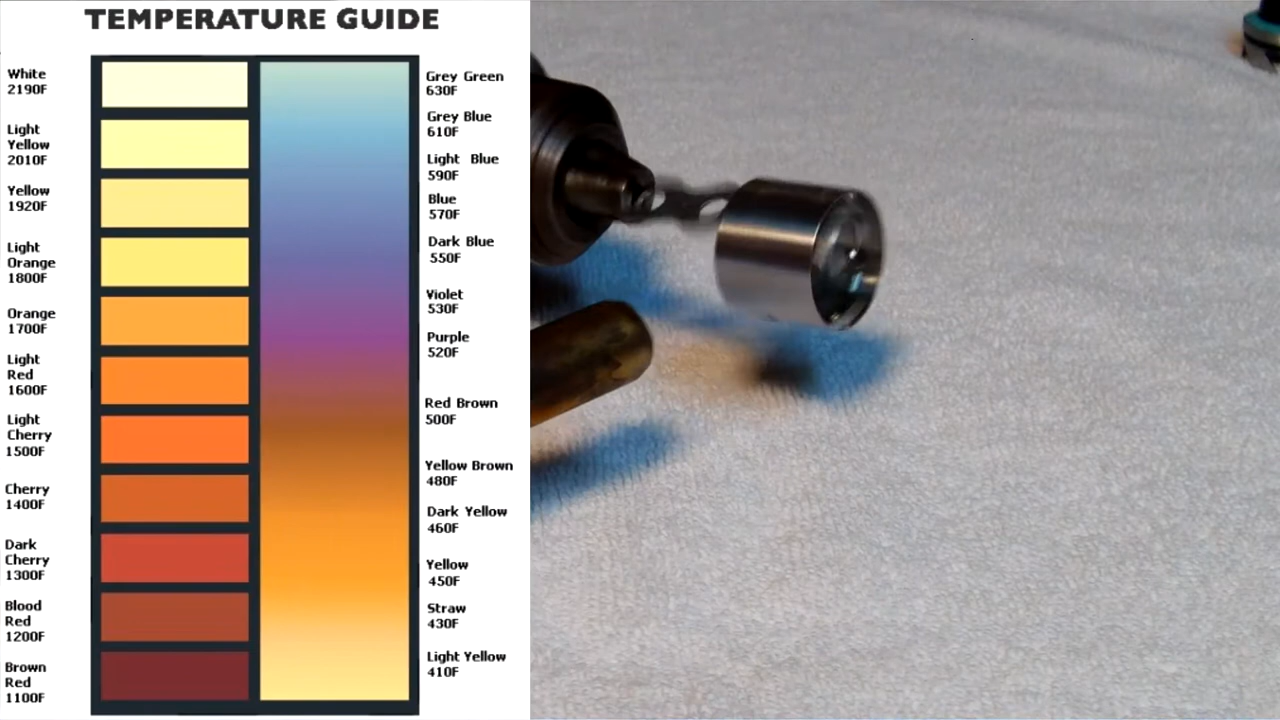 TEMPERATURE GUIDE
White
2190F
Light
Yellow
2010F
Yellow
1920F
Light
Orange
1800F
Orange
1700F
Light
Red
1600F
Light
Cherry
1500F
Cherry
1400F
Dark
Cherry
1300F
Blood
Red
1200F
Brown
Red
1100F
Grey Green
630F
Grey Blue
610F
Light Blue
590F
Blue
570F
Dark Blue
550F
Violet
530F
Purple
520F
Red Brown
500F
Yellow Brown
480F
Dark Yellow
460F
Yellow
450F
Straw
430F
Light Yellow
410F